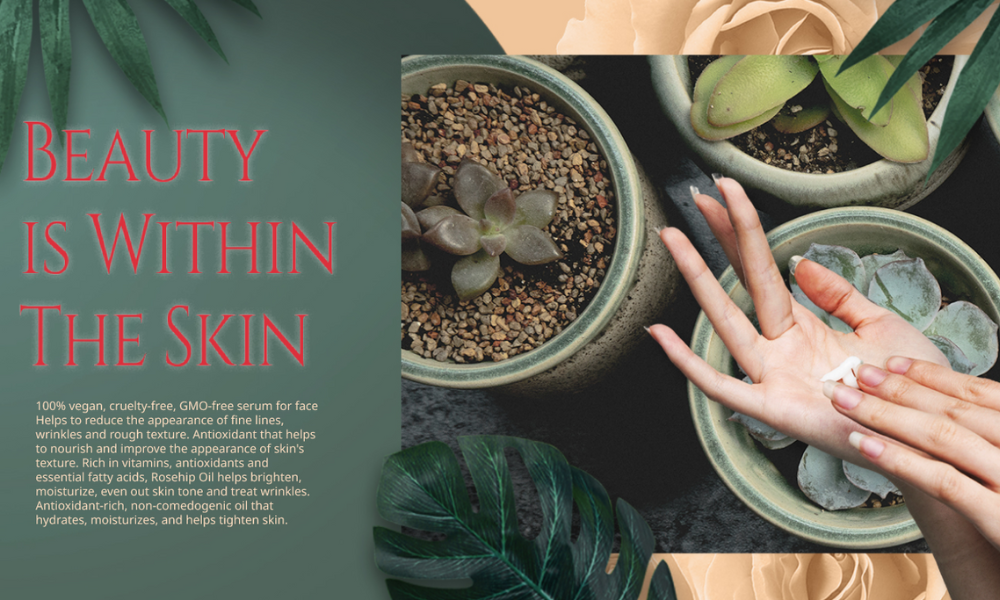 Beauty
is Within
The Skin
100% vegan, cruelty-free, GMO-free serum for face
Helps to reduce the appearance of fine lines,
wrinkles and rough texture. Antioxidant that helps
to nourish and improve the appearance of skin's
texture. Rich in vitamins, antioxidants and
essential fatty acids, Rosehip Oil helps brighten,
moisturize, even out skin tone and treat wrinkles.
Antioxidant-rich, non-comedogenic oil that
hydrates, moisturizes, and helps tighten skin.